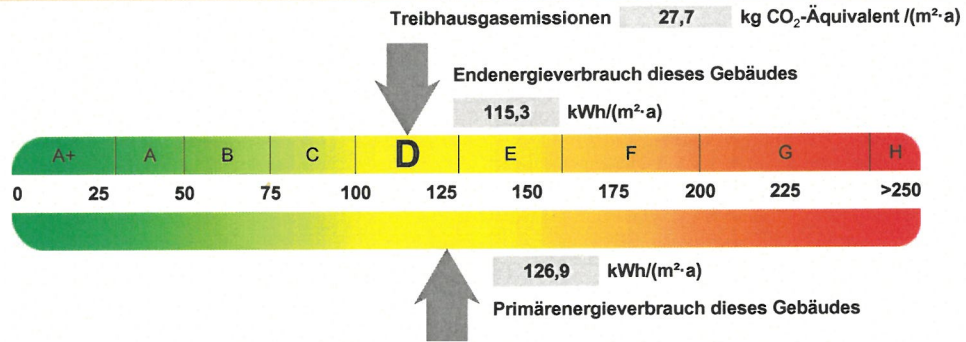 Treibhausgasemissionen 27,7 kg CO₂-Äquivalent /(m²·a)
Endenergieverbrauch dieses Gebäudes
115,3 kWh/(m²·a)
A+ A B C D E F G H
0 25 50 75 100 125 150 175 200 225 >250
126,9 kWh/(m²·a)
Primärenergieverbrauch dieses Gebäudes